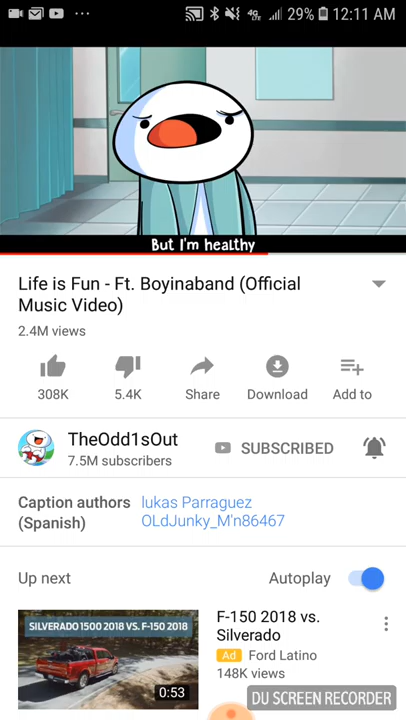 4G LTE 29% 12:11 AM
But I'm healthy
Life is Fun - Ft. Boyinaband (Official
Music Video)
2.4M views
308K 5.4K Share Download Add to
TheOdd1sOut
7.5M subscribers
SUBSCRIBED
Caption authors
(Spanish)
lukas Parraguez
OLdJunky_M'n86467
Up next Autoplay
SILVERADO 1500 2018 VS. F-150 2018
0:53
F-150 2018 vs.
Silverado
Ad Ford Latino
148K views
DU SCREEN RECORDER